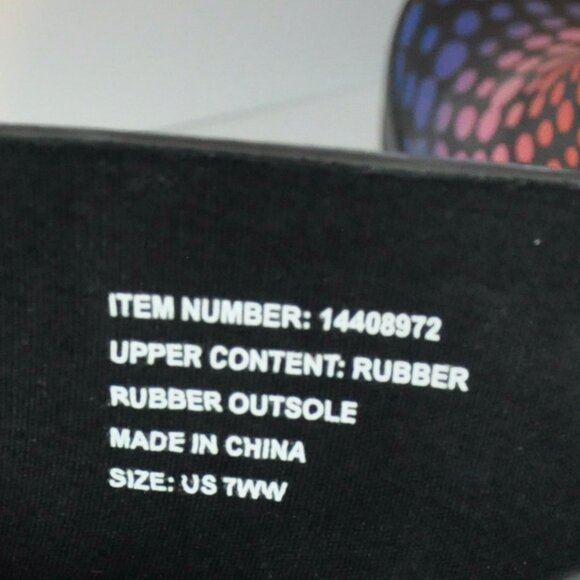 ITEM NUMBER: 14408972
UPPER CONTENT: RUBBER
RUBBER OUTSOLE
MADE IN CHINA
SIZE: US 7WW